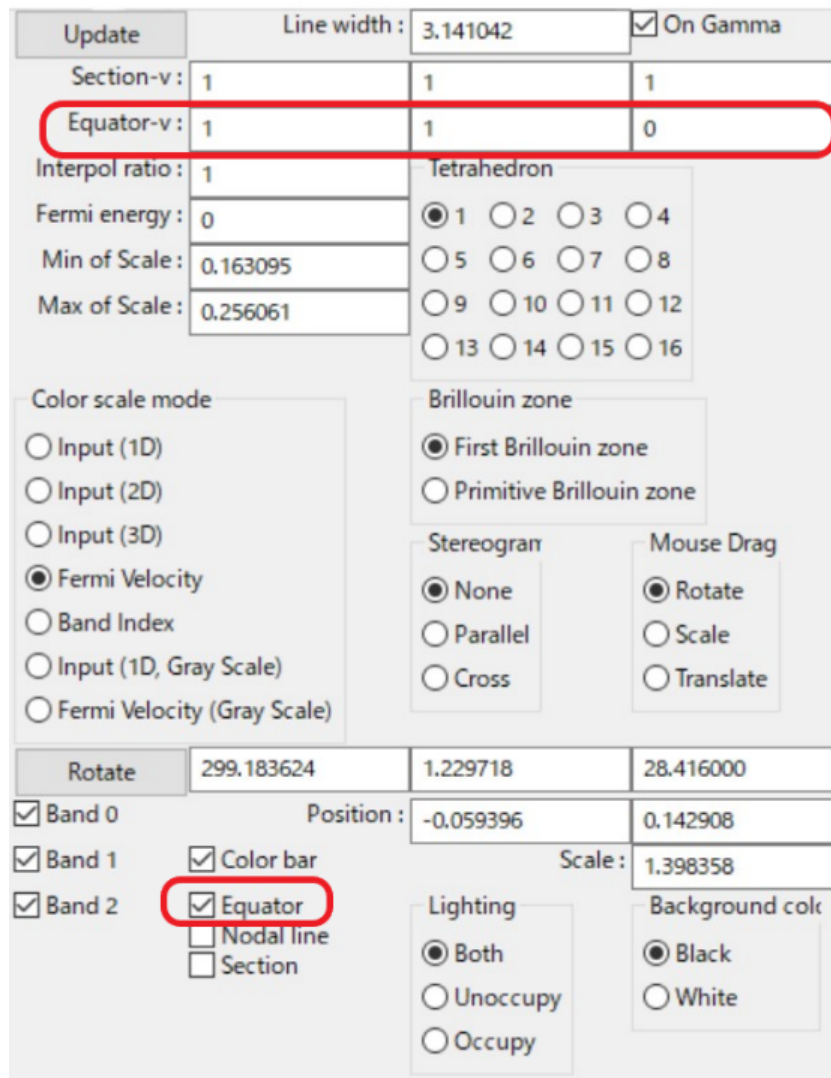 Update Line width : 3.141042 On Gamma
Section-v : 1 1 1
Equator-v : 1 1 0
Interpol ratio : 1 Tetrahedron
Fermi energy : 0 1 2 3 4
Min of Scale : 0.163095 5 6 7 8
Max of Scale : 0.256061 9 10 11 12
13 14 15 16
Color scale mode Brillouin zone
Input (1D) First Brillouin zone
Input (2D) Primitive Brillouin zone
Input (3D) Stereogram Mouse Drag
Fermi Velocity None Rotate
Band Index Parallel Scale
Input (1D, Gray Scale) Cross Translate
Fermi Velocity (Gray Scale)
Rotate 299.183624 1.229718 28.416000
Band 0 Position : -0.059396 0.142908
Band 1 Color bar Scale : 1.398358
Band 2 Equator Lighting Background colo
Nodal line Both Black
Section Unoccupy White
Occupy